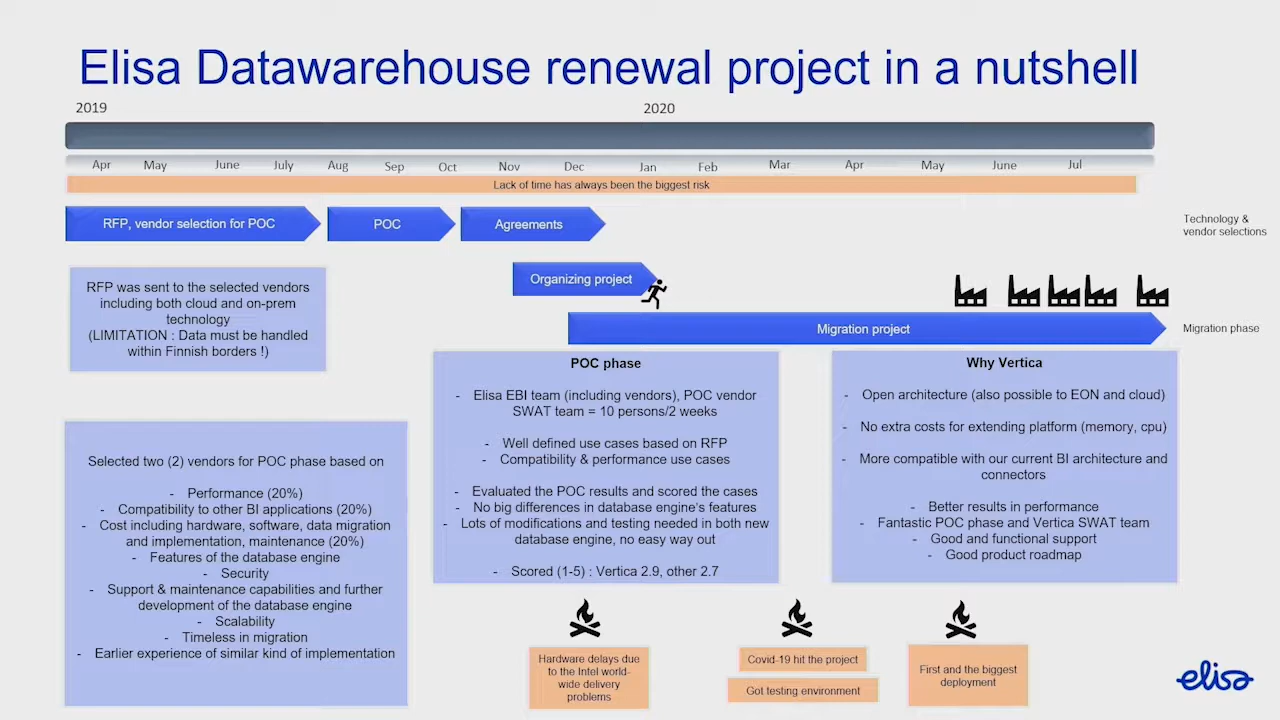 Elisa Datawarehouse renewal project in a nutshell
2019
2020
Apr May June July Aug Sep Oct Nov Dec Jan Feb Mar Apr May June Jul
Lack of time has always been the biggest risk
RFP, vendor selection for POC
POC
Agreements
Technology &
vendor selections
Organizing project
Migration project
Migration phase
RFP was sent to the selected vendors
including both cloud and on-prem
technology
(LIMITATION : Data must be handled
within Finnish borders !)
Selected two (2) vendors for POC phase based on
- Performance (20%)
- Compatibility to other BI applications (20%)
- Cost including hardware, software, data migration
and implementation, maintenance (20%)
- Features of the database engine
- Security
- Support & maintenance capabilities and further
development of the database engine
- Scalability
- Timeless in migration
- Earlier experience of similar kind of implementation
POC phase
- Elisa EBI team (including vendors), POC vendor
SWAT team = 10 persons/2 weeks
- Well defined use cases based on RFP
- Compatibility & performance use cases
- Evaluated the POC results and scored the cases
- No big differences in database engine's features
- Lots of modifications and testing needed in both new
database engine, no easy way out
- Scored (1-5) : Vertica 2.9, other 2.7
Why Vertica
- Open architecture (also possible to EON and cloud)
- No extra costs for extending platform (memory, cpu)
- More compatible with our current BI architecture and
connectors
- Better results in performance
- Fantastic POC phase and Vertica SWAT team
- Good and functional support
- Good product roadmap
Hardware delays due
to the Intel world-
wide delivery
problems
Covid-19 hit the project
Got testing environment
First and the biggest
deployment
elisa